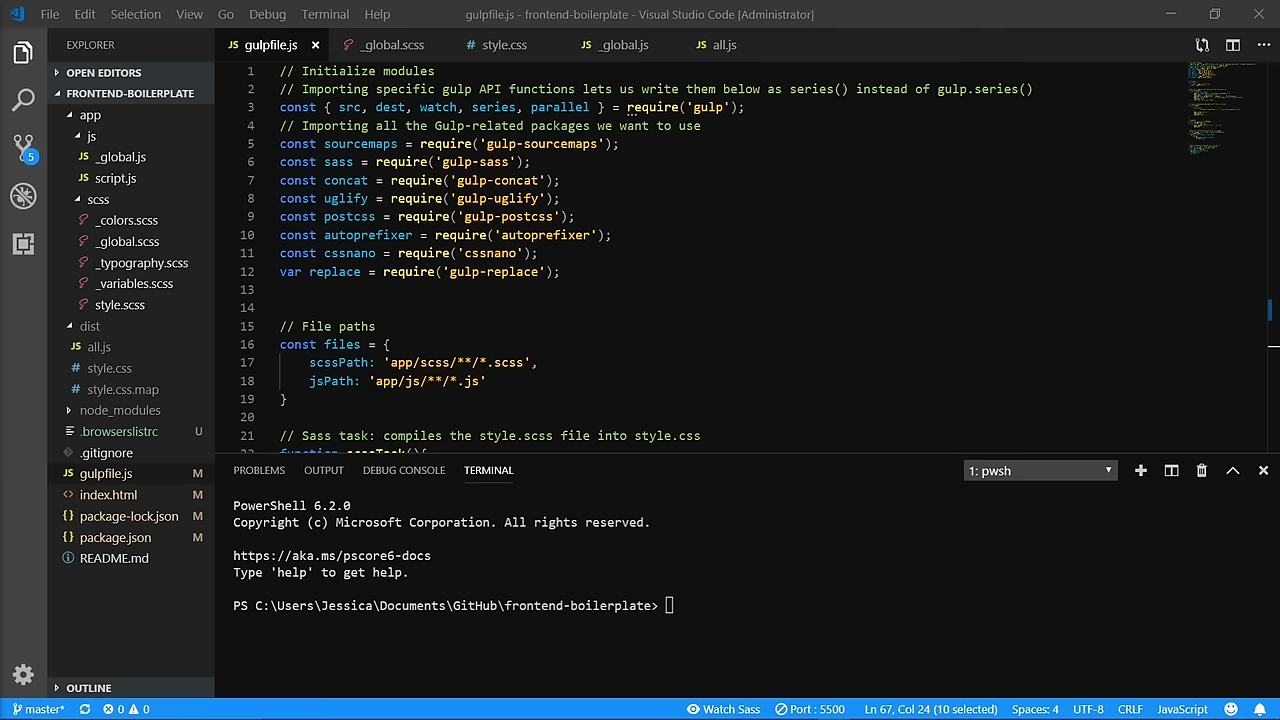 File Edit Selection View Go Debug Terminal Help gulpfile.js - frontend-boilerplate - Visual Studio Code [Administrator]
EXPLORER
OPEN EDITORS
FRONTEND-BOILERPLATE
app
js
JS _global.js
JS script.js
scss
_colors.scss
_global.scss
_typography.scss
_variables.scss
style.scss
dist
JS all.js
# style.css
# style.css.map
node_modules
.browserslistrc U
.gitignore
JS gulpfile.js M
<> index.html M
{} package-lock.json M
{} package.json M
README.md
OUTLINE
5
JS gulpfile.js × _global.scss # style.css JS _global.js JS all.js
1 // Initialize modules
2 // Importing specific gulp API functions lets us write them below as series() instead of gulp.series()
3 const { src, dest, watch, series, parallel } = require('gulp');
4 // Importing all the Gulp-related packages we want to use
5 const sourcemaps = require('gulp-sourcemaps');
6 const sass = require('gulp-sass');
7 const concat = require('gulp-concat');
8 const uglify = require('gulp-uglify');
9 const postcss = require('gulp-postcss');
10 const autoprefixer = require('autoprefixer');
11 const cssnano = require('cssnano');
12 var replace = require('gulp-replace');
13
14
15 // File paths
16 const files = {
17 scssPath: 'app/scss/**/*.scss',
18 jsPath: 'app/js/**/*.js'
19 }
20
21 // Sass task: compiles the style.scss file into style.css
PROBLEMS OUTPUT DEBUG CONSOLE TERMINAL 1: pwsh
PowerShell 6.2.0
Copyright (c) Microsoft Corporation. All rights reserved.
https://aka.ms/pscore6-docs
Type 'help' to get help.
PS C:\Users\Jessica\Documents\GitHub\frontend-boilerplate>
master* 0 0 Watch Sass Port : 5500 Ln 67, Col 24 (10 selected) Spaces: 4 UTF-8 CRLF JavaScript